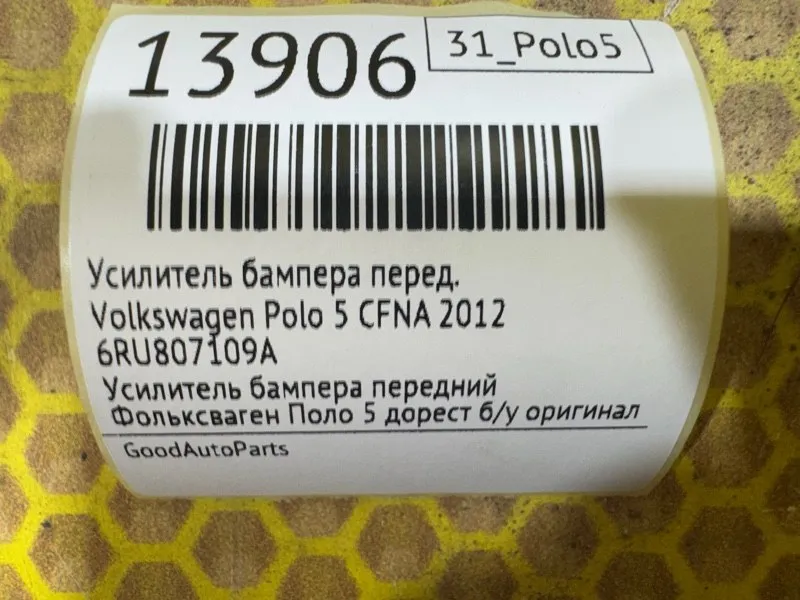 13906
31_Polo5
Усилитель бампера перед.
Volkswagen Polo 5 CFNA 2012
6RU807109A
Усилитель бампера передний
Фольксваген Поло 5 дорест б/у оригинал
GoodAutoParts